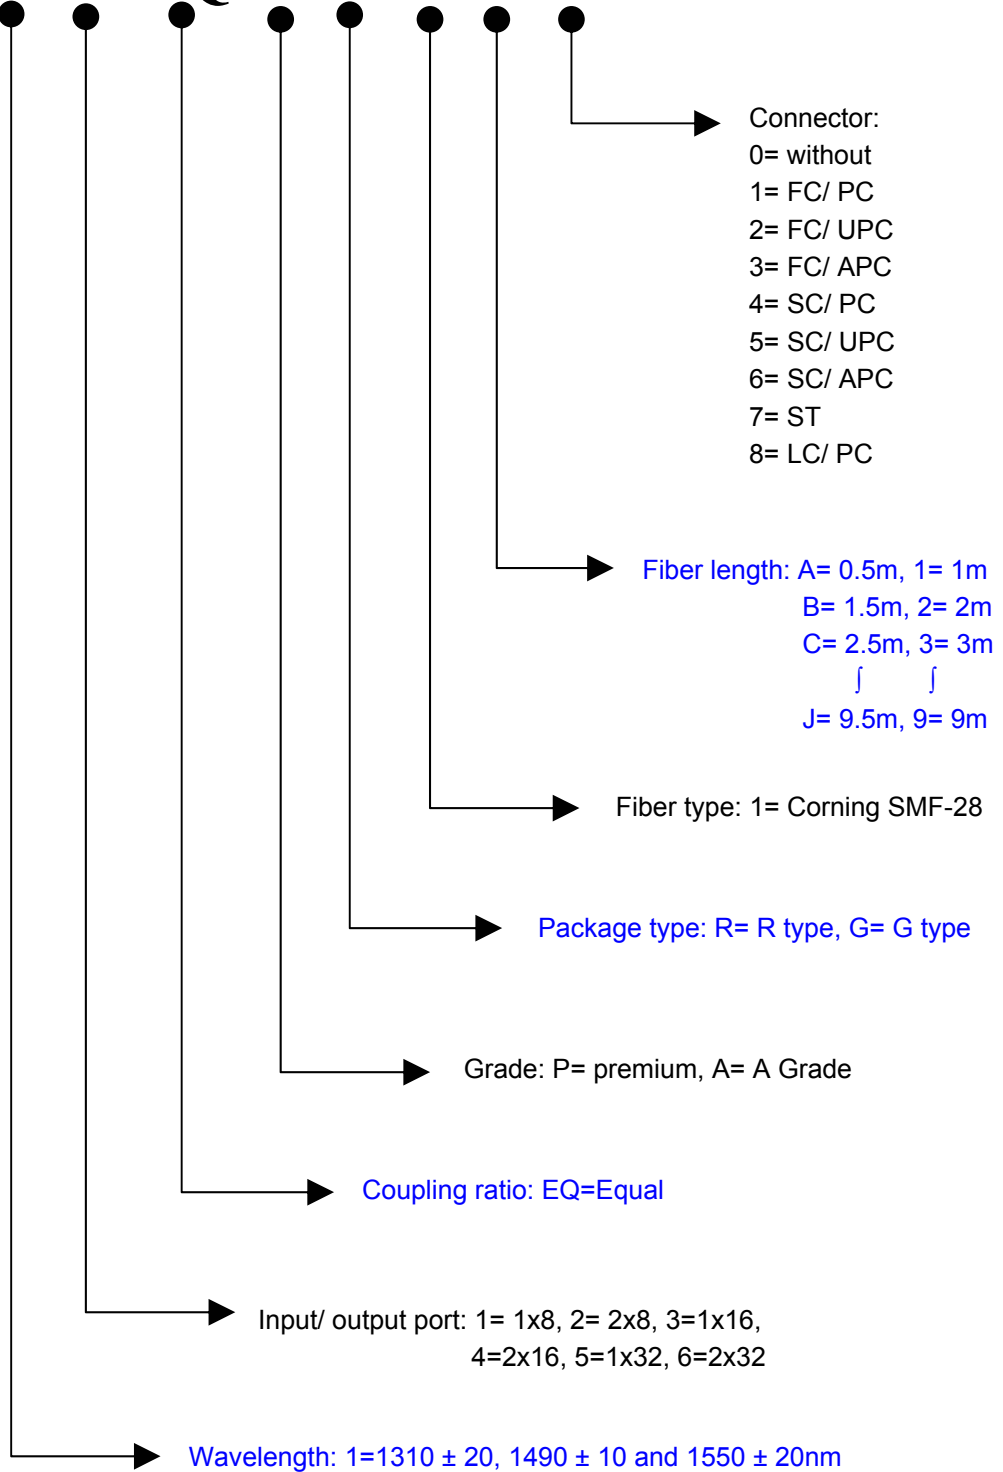 Connector:
0= without
1= FC/ PC
2= FC/ UPC
3= FC/ APC
4= SC/ PC
5= SC/ UPC
6= SC/ APC
7= ST
8= LC/ PC
Fiber length: A= 0.5m, 1= 1m
B= 1.5m, 2= 2m
C= 2.5m, 3= 3m
∫ ∫
J= 9.5m, 9= 9m
Fiber type: 1= Corning SMF-28
Package type: R= R type, G= G type
Grade: P= premium, A= A Grade
Coupling ratio: EQ=Equal
Input/ output port: 1= 1x8, 2= 2x8, 3=1x16,
4=2x16, 5=1x32, 6=2x32
Wavelength: 1=1310 ± 20, 1490 ± 10 and 1550 ± 20nm